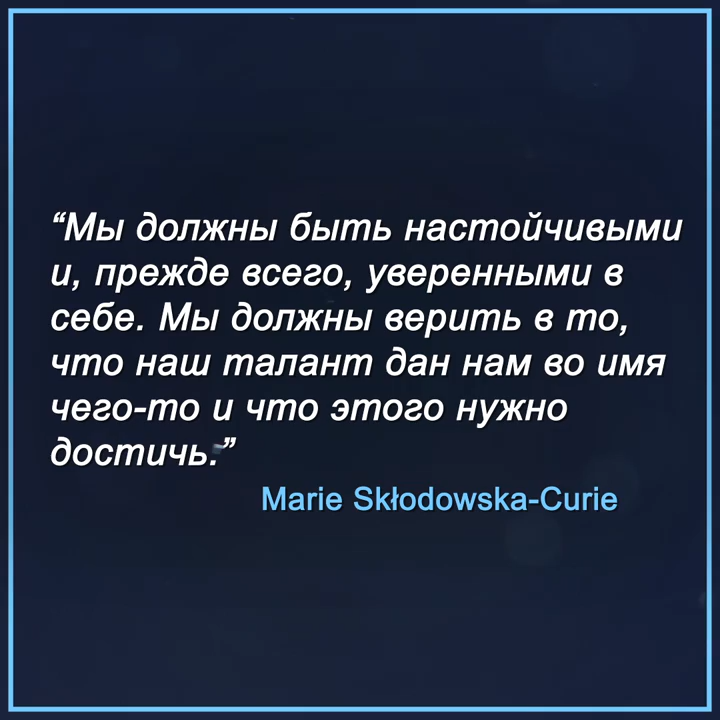 “Мы должны быть настойчивыми
и, прежде всего, уверенными в
себе. Мы должны верить в то,
что наш талант дан нам во имя
чего-то и что этого нужно
достичь.”
Marie Skłodowska-Curie